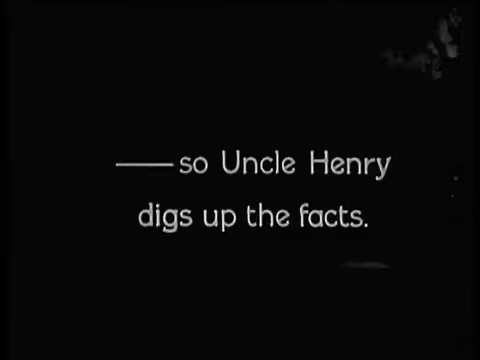 ——so Uncle Henry
digs up the facts.